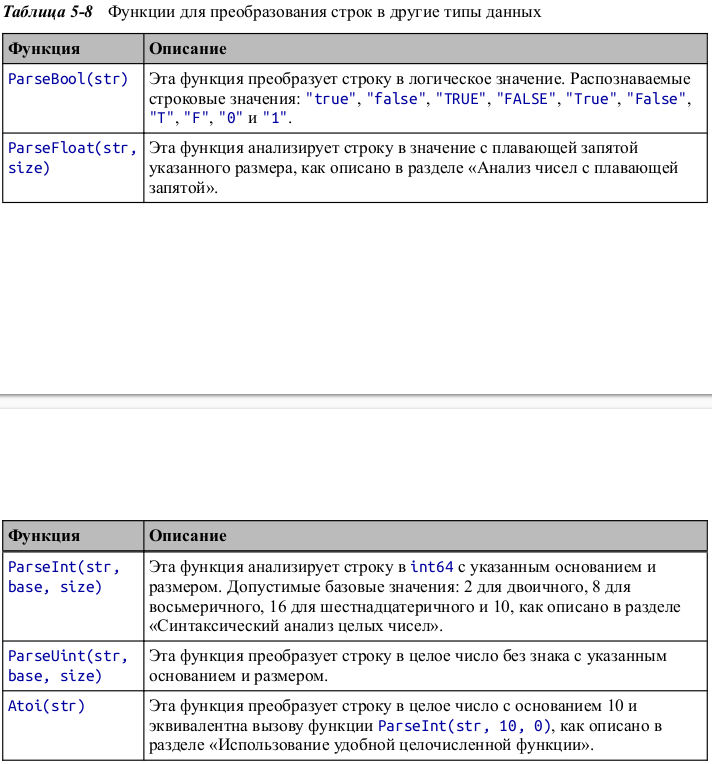 Таблица 5-8 Функции для преобразования строк в другие типы данных
Функция Описание
ParseBool(str) Эта функция преобразует строку в логическое значение. Распознаваемые
строковые значения: "true", "false", "TRUE", "FALSE", "True", "False",
"T", "F", "0" и "1".
ParseFloat(str, Эта функция анализирует строку в значение с плавающей запятой
size) указанного размера, как описано в разделе «Анализ чисел с плавающей
запятой».
Функция Описание
ParseInt(str, Эта функция анализирует строку в int64 с указанным основанием и
base, size) размером. Допустимые базовые значения: 2 для двоичного, 8 для
восьмеричного, 16 для шестнадцатеричного и 10, как описано в разделе
«Синтаксический анализ целых чисел».
ParseUint(str, Эта функция преобразует строку в целое число без знака с указанным
base, size) основанием и размером.
Atoi(str) Эта функция преобразует строку в целое число с основанием 10 и
эквивалентна вызову функции ParseInt(str, 10, 0), как описано в
разделе «Использование удобной целочисленной функции».